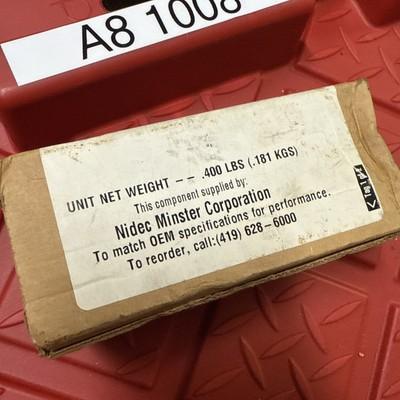 A8 1008
UNIT NET WEIGHT -- .400 LBS (.181 KGS)
This component supplied by:
Nidec Minster Corporation
To match OEM specifications for performance.
To reorder, call:(419) 628-6000